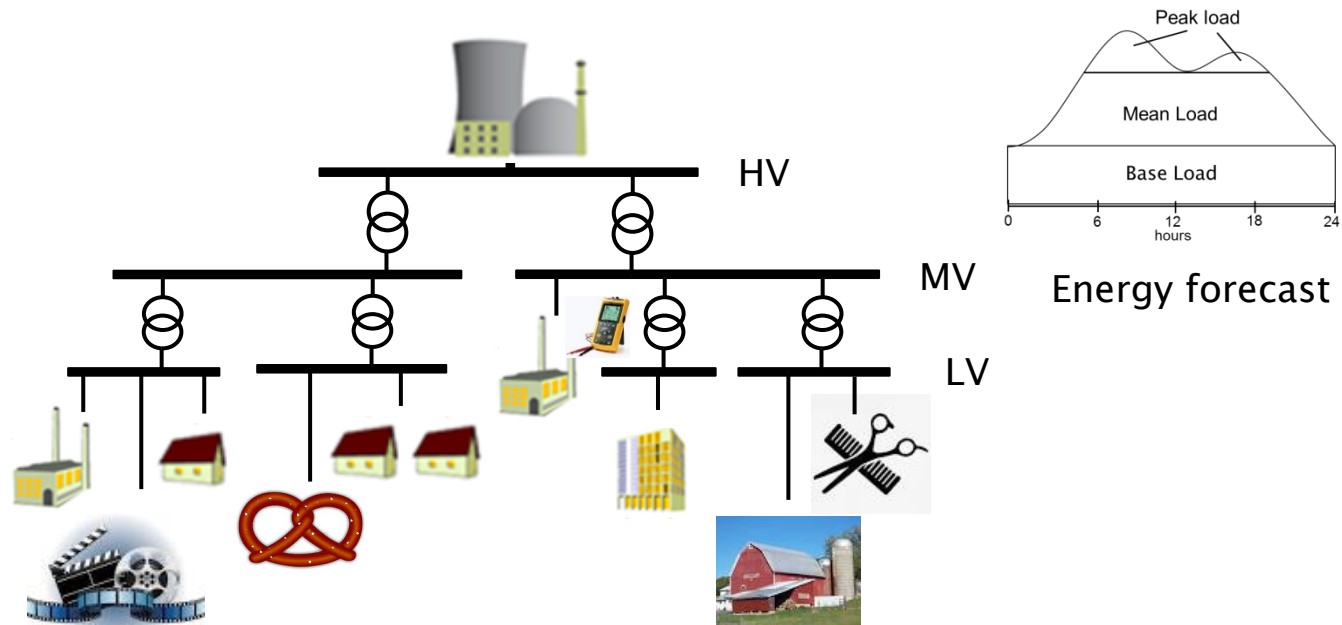 Peak load
Mean Load
Base Load
0 6 12 18 24
hours
HV
MV
LV
Energy forecast